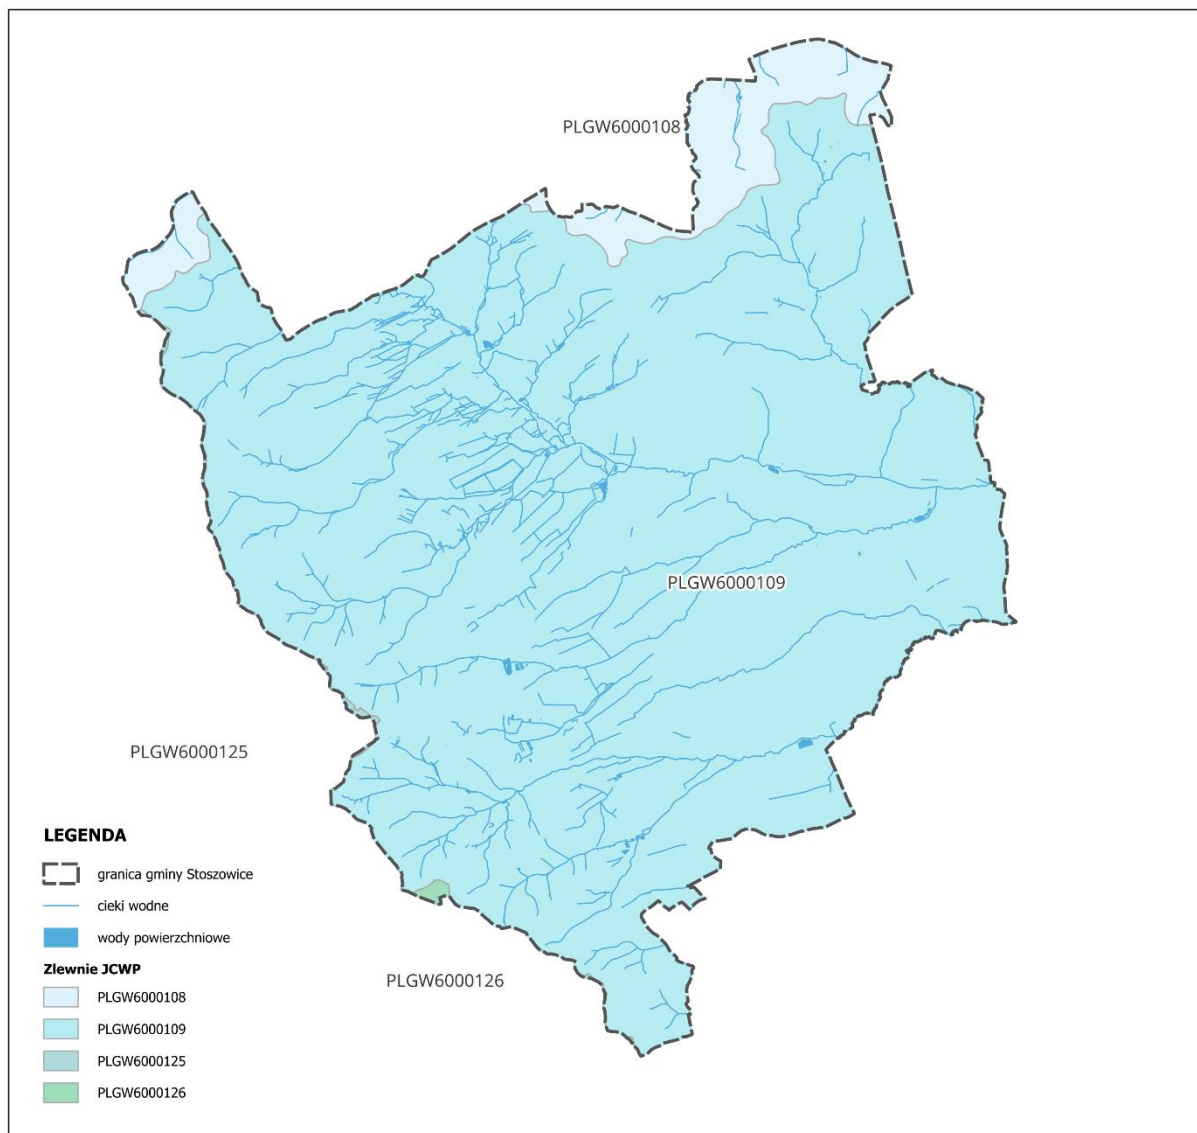 PLGW6000108
PLGW6000109
PLGW6000125
PLGW6000126
LEGENDA
granica gminy Stoszowice
cieki wodne
wody powierzchniowe
Zlewnie JCWP
PLGW6000108
PLGW6000109
PLGW6000125
PLGW6000126